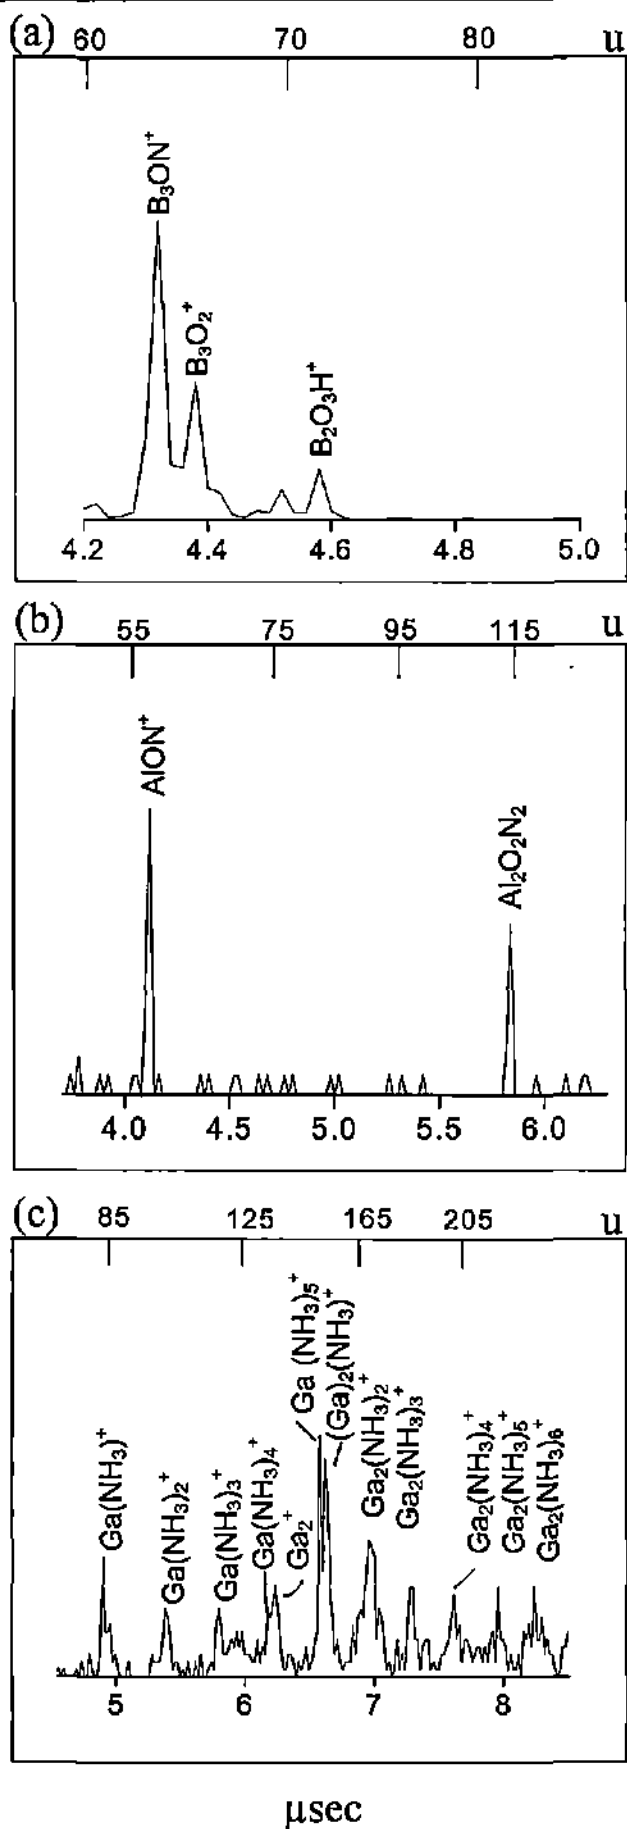 (a) 60 70 80 u
B₃ON⁺
B₃O₂⁺
B₂O₃H⁺
4.2 4.4 4.6 4.8 5.0
(b) 55 75 95 115 u
AlON⁺
Al₂O₂N₂
4.0 4.5 5.0 5.5 6.0
(c) 85 125 165 205 u
Ga(NH₃)⁺
Ga(NH₃)₂⁺
Ga(NH₃)₃⁺
Ga(NH₃)₄⁺
Ga₂⁺
Ga (NH₃)₅⁺
(Ga)₂(NH₃)⁺
Ga₂(NH₃)₂⁺
Ga₂(NH₃)₃⁺
Ga₂(NH₃)₄⁺
Ga₂(NH₃)₅⁺
Ga₂(NH₃)₆⁺
5 6 7 8
μsec